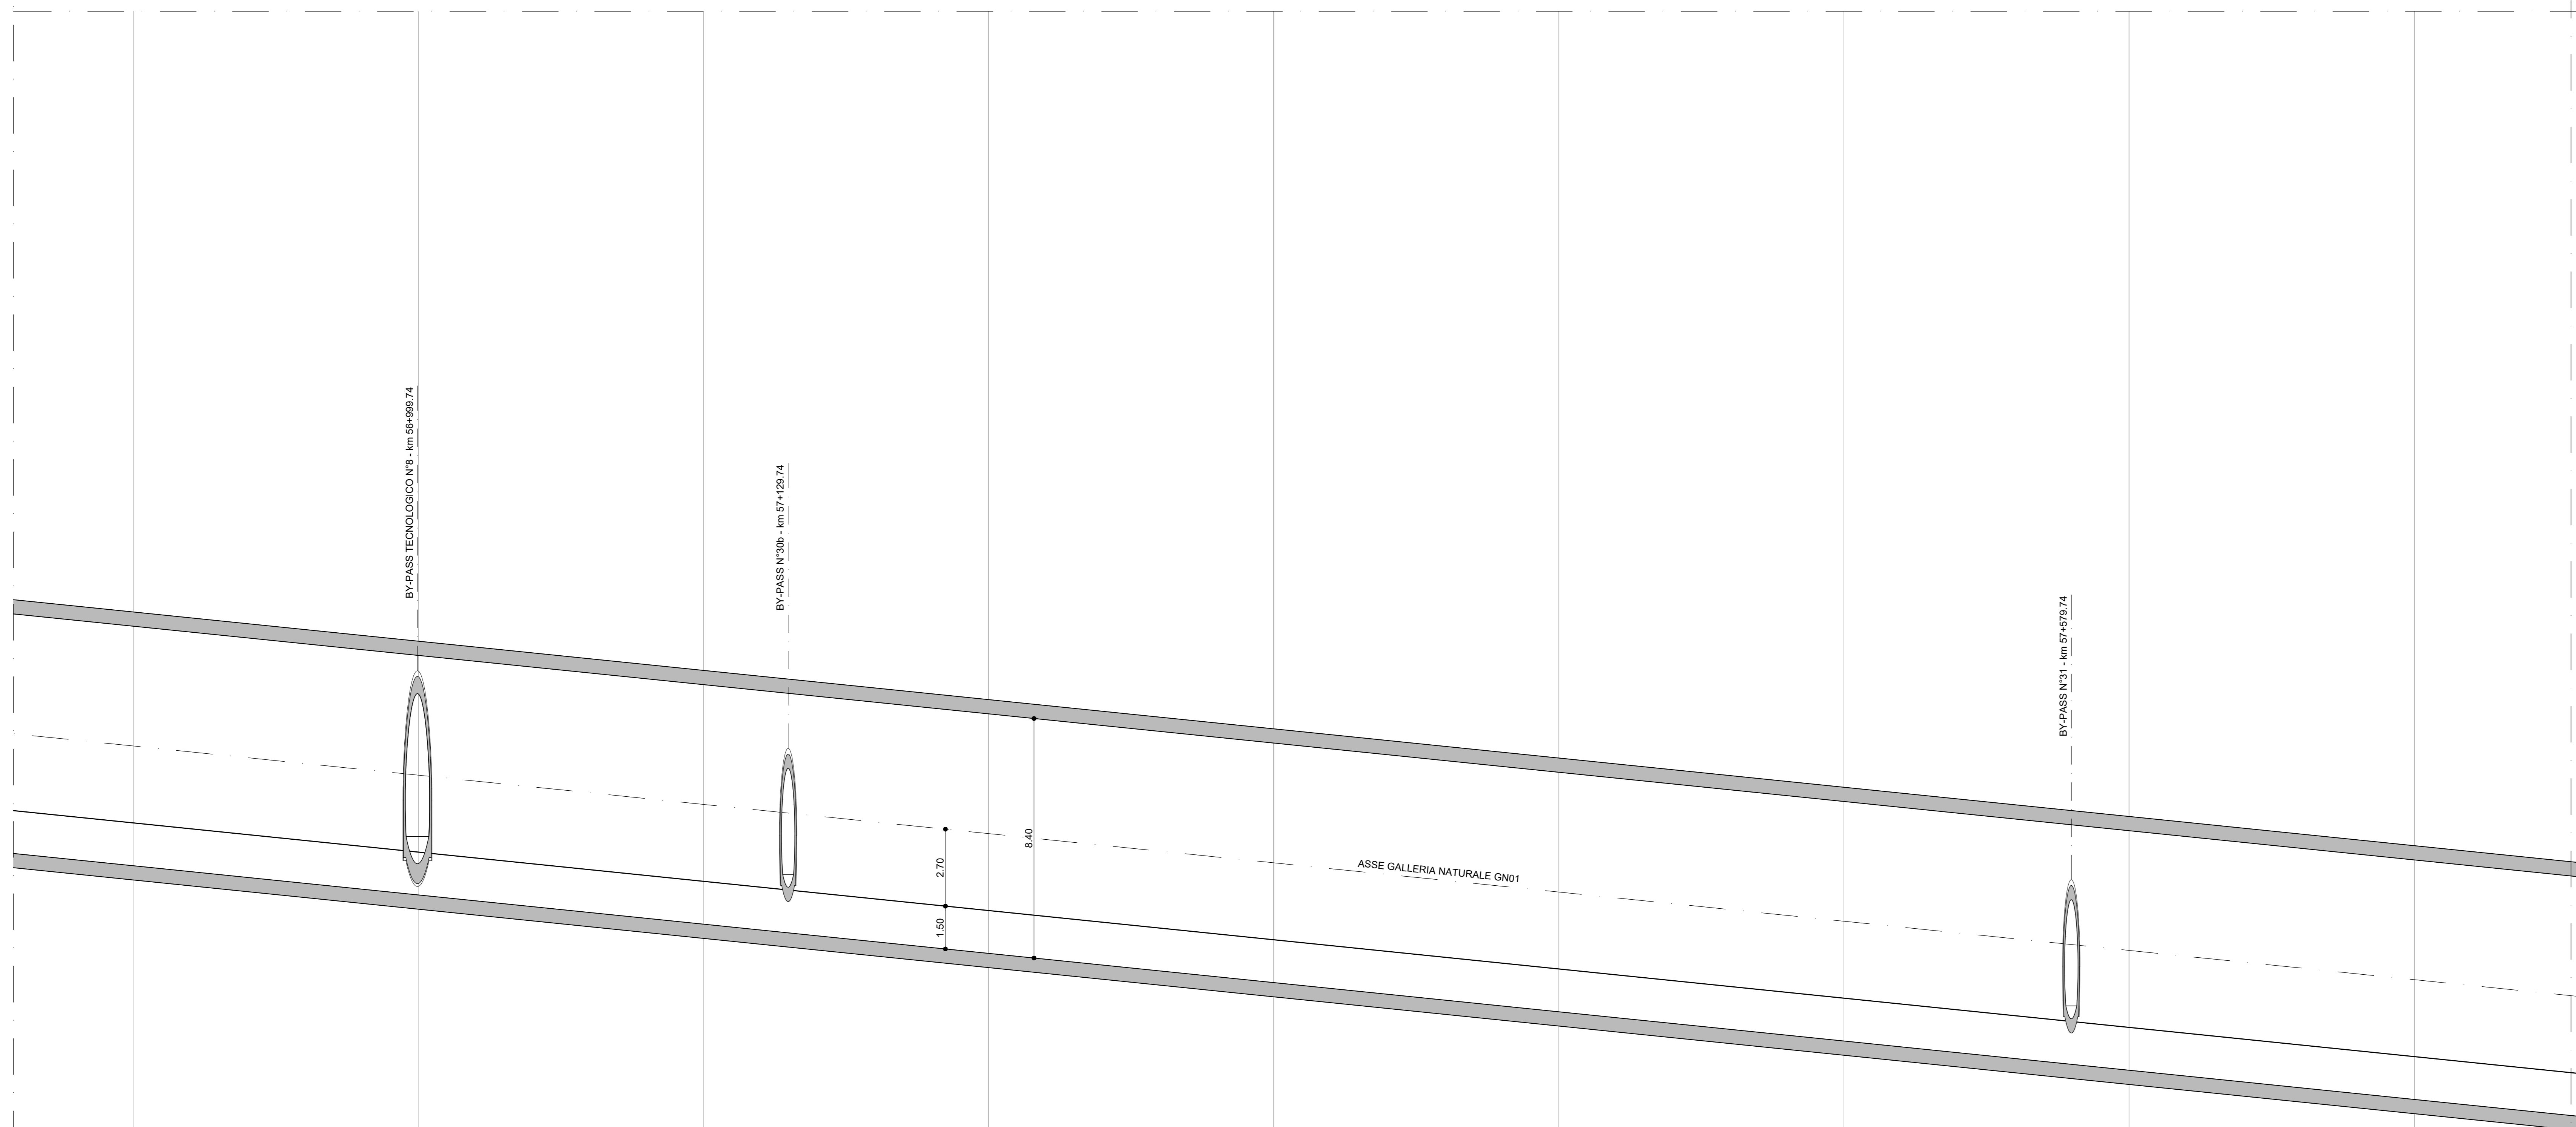 BY-PASS TECNOLOGICO N°8 - km 56+999.74
BY-PASS N°30b - km 57+129.74
BY-PASS N°31 - km 57+579.74
2.70
1.50
8.40
ASSE GALLERIA NATURALE GN01